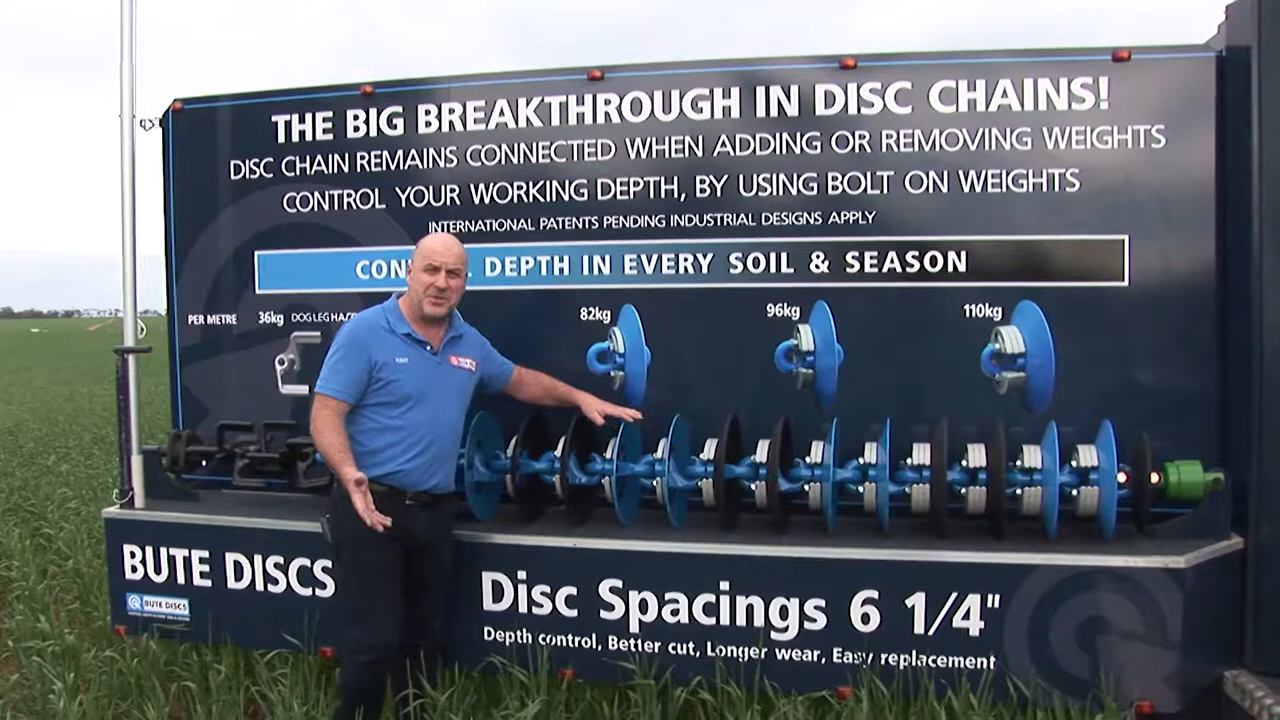 THE BIG BREAKTHROUGH IN DISC CHAINS!
DISC CHAIN REMAINS CONNECTED WHEN ADDING OR REMOVING WEIGHTS
CONTROL YOUR WORKING DEPTH, BY USING BOLT ON WEIGHTS
INTERNATIONAL PATENTS PENDING INDUSTRIAL DESIGNS APPLY
CON L DEPTH IN EVERY SOIL & SEASON
PER METRE 36kg DOG LEG HA 82kg 96kg 110kg
BUTE DISCS
BUTE DISCS
Disc Spacings 6 1/4"
Depth control, Better cut, Longer wear, Easy replacement